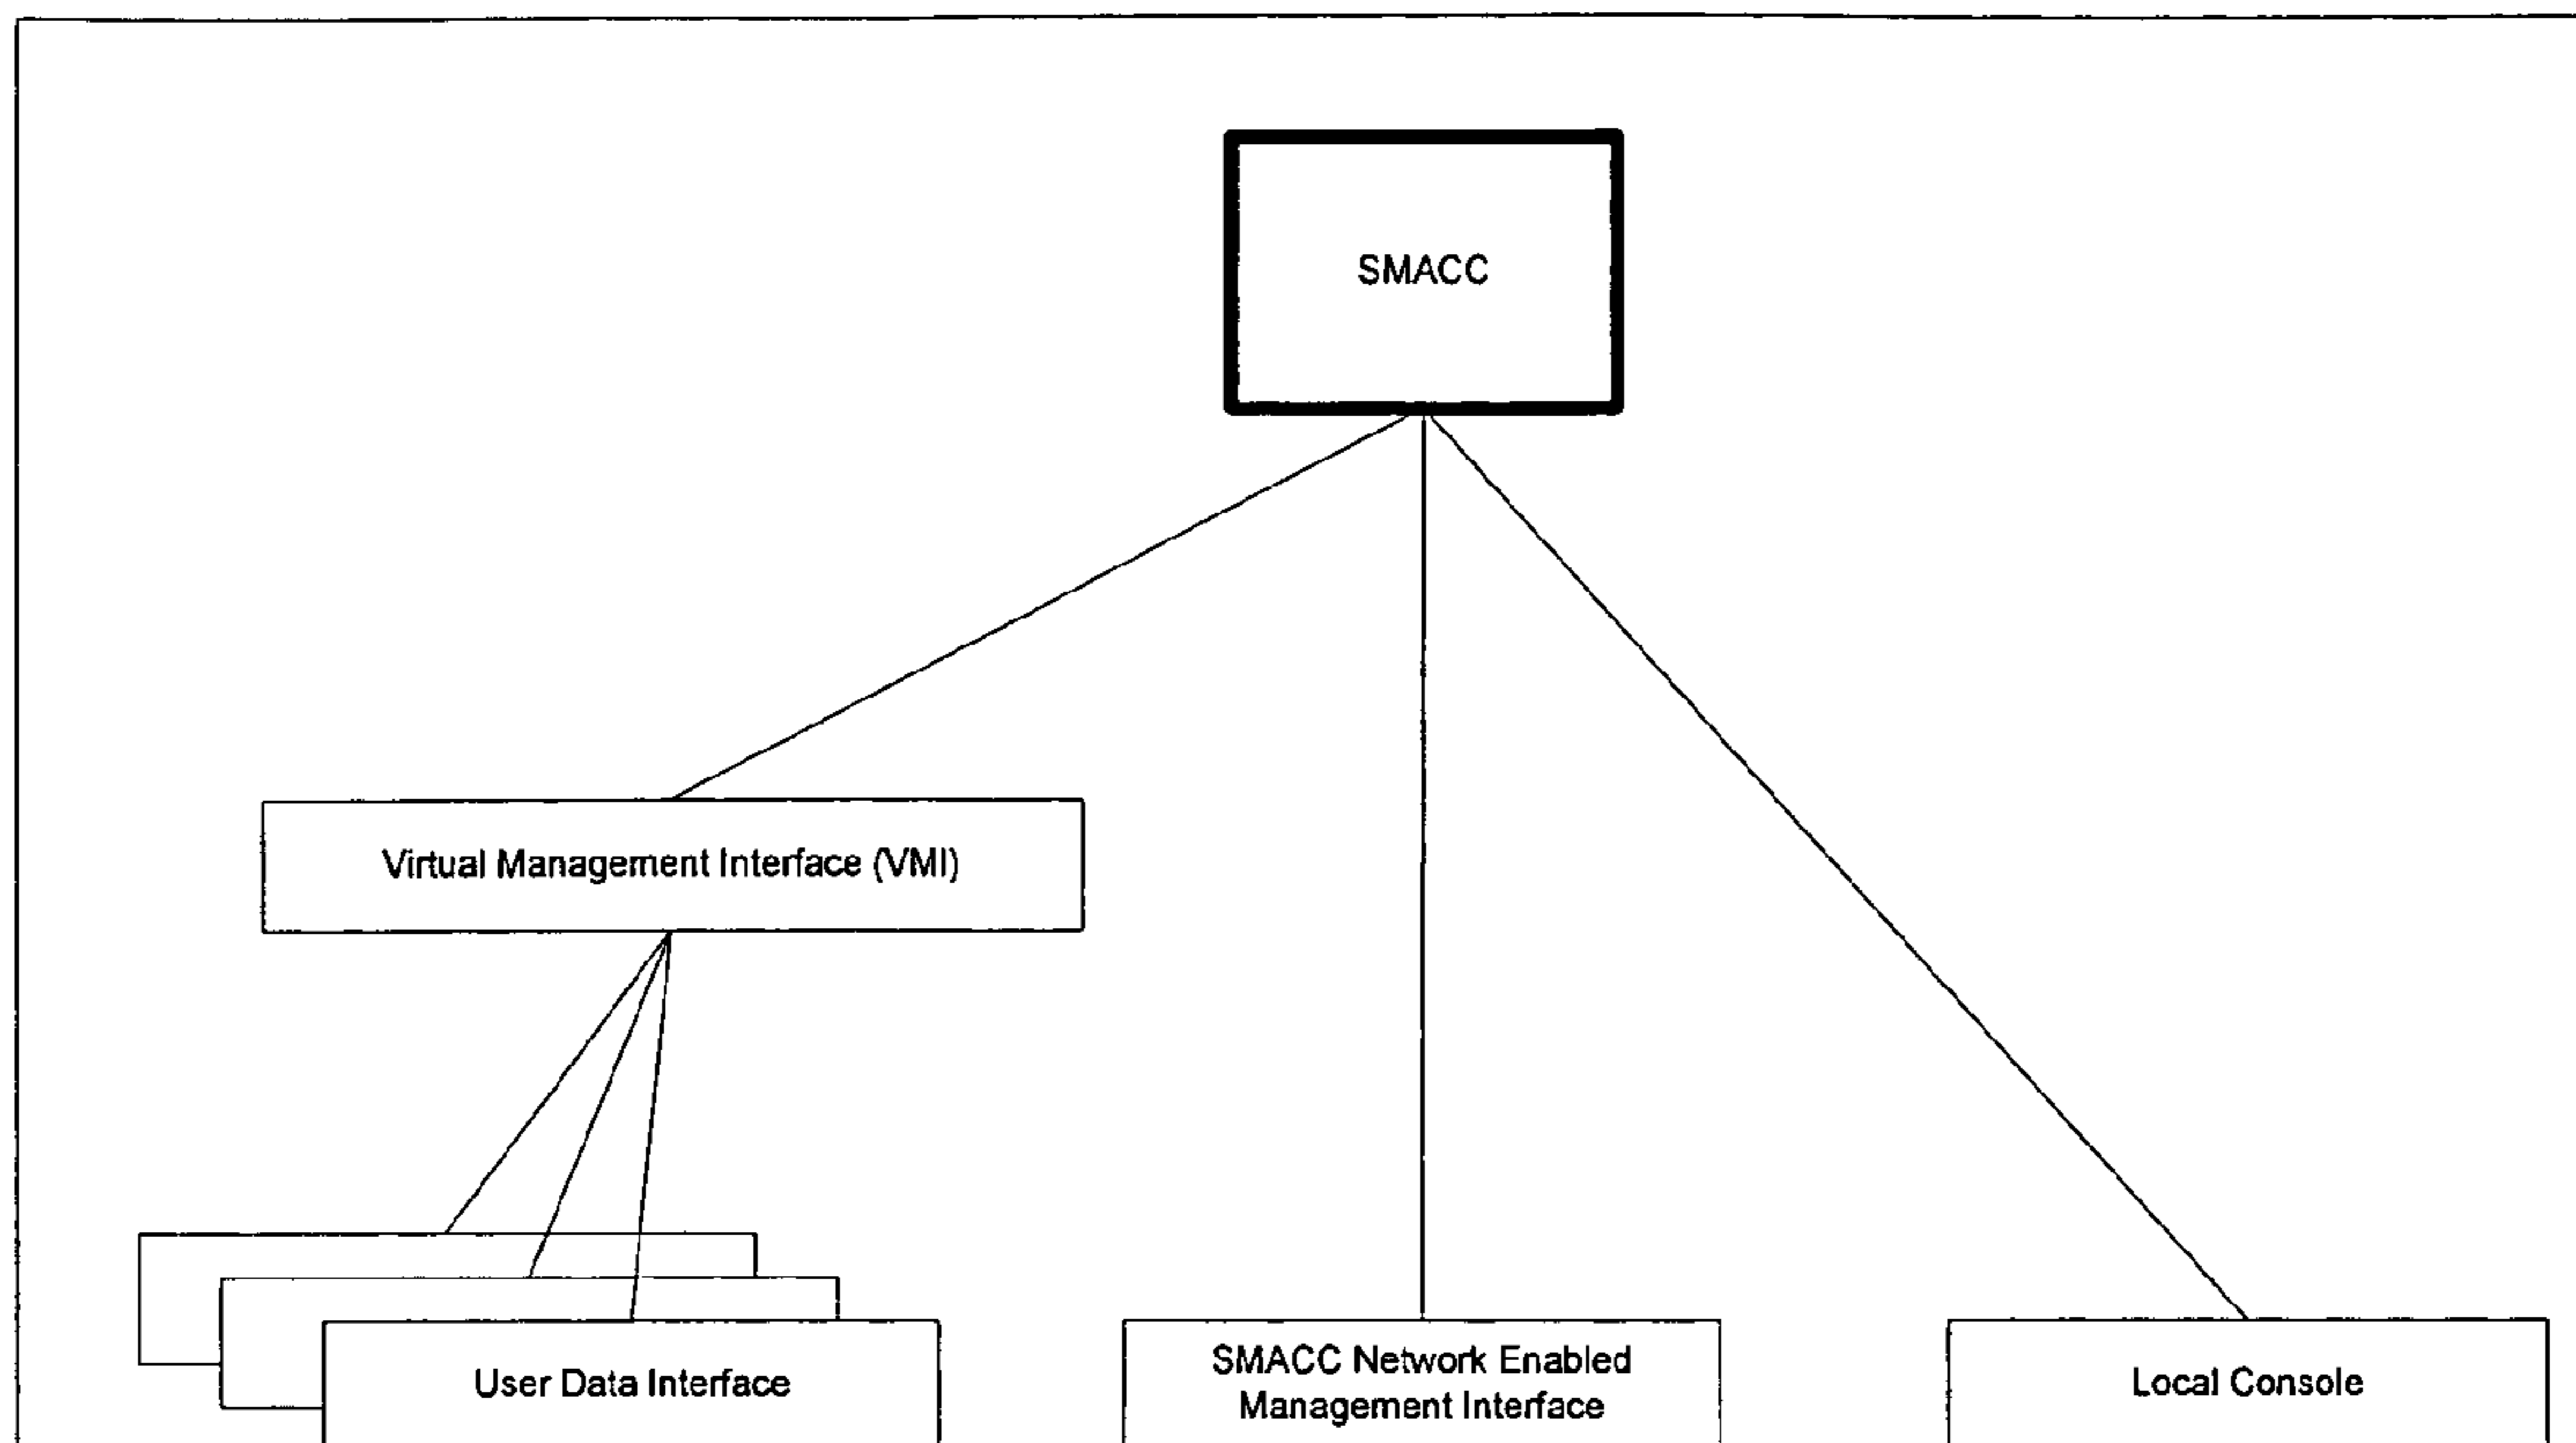 SMACC
Virtual Management Interface (VMI)
User Data Interface
SMACC Network Enabled
Management Interface
Local Console